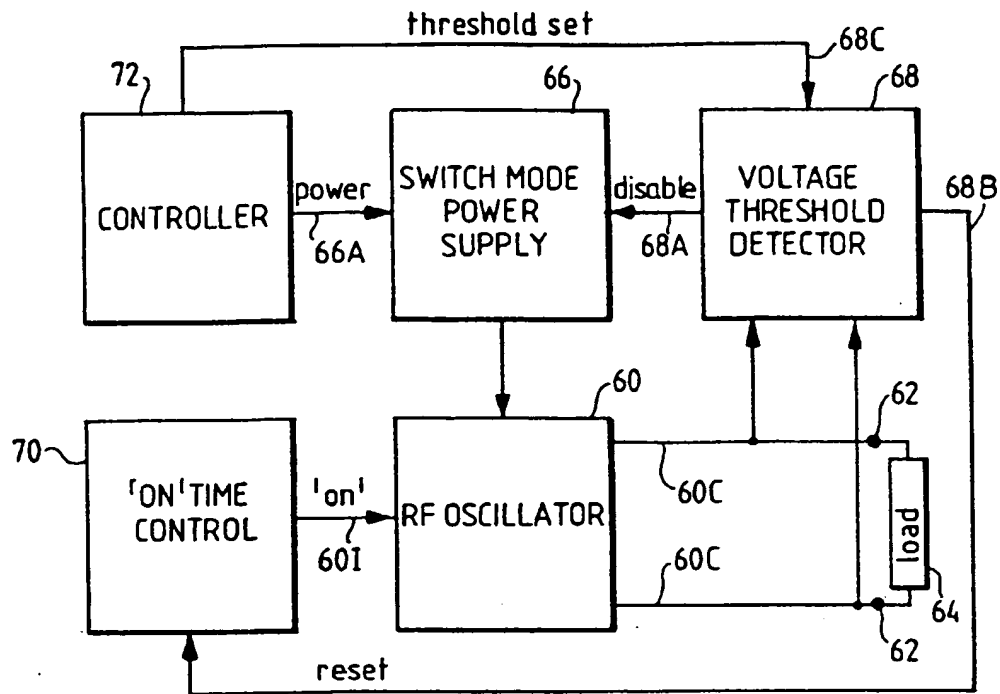 threshold set
68C
72
66
68
CONTROLLER
power
66A
SWITCH MODE
POWER
SUPPLY
disable
68A
VOLTAGE
THRESHOLD
DETECTOR
68B
60
62
70
'ON' TIME
CONTROL
'on'
60I
RF OSCILLATOR
60C
60C
load
64
62
reset